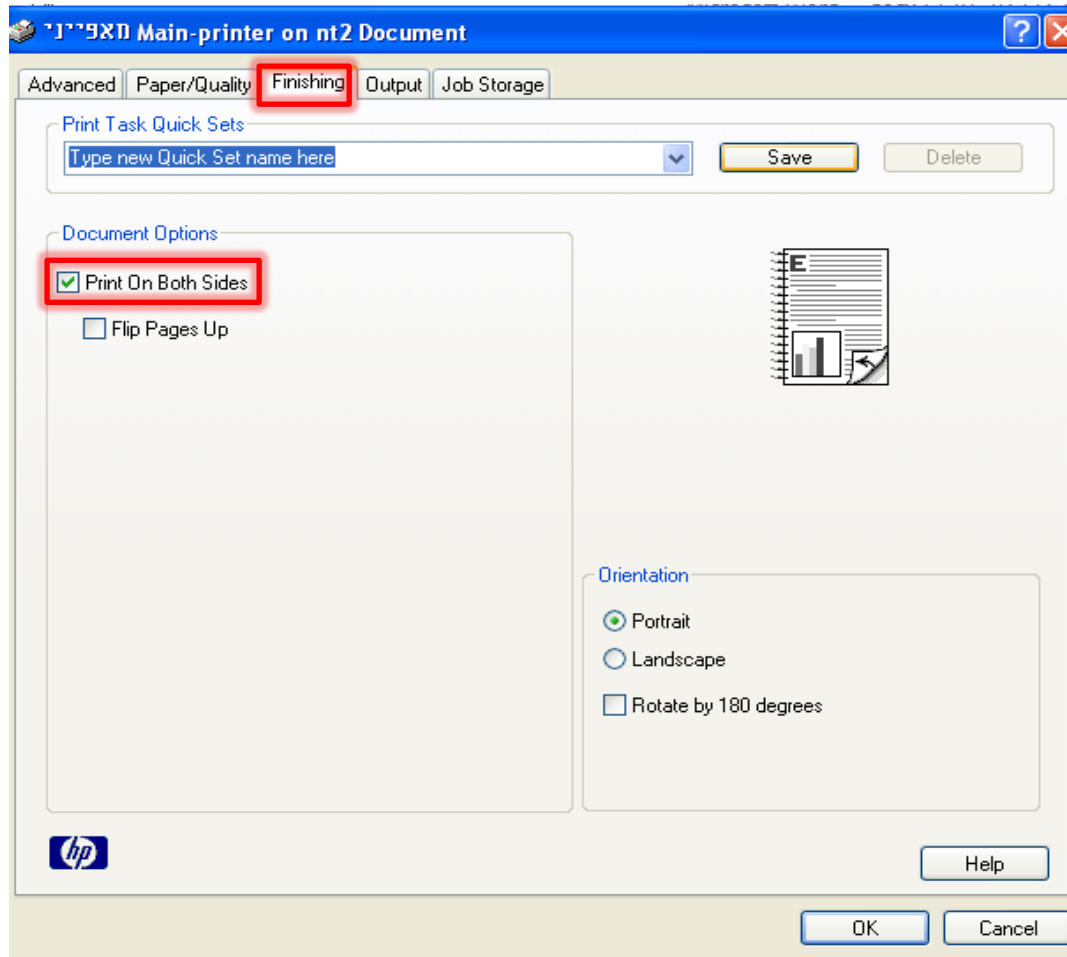 מאפייני Main-printer on nt2 Document
Advanced Paper/Quality Finishing Output Job Storage
Print Task Quick Sets
Type new Quick Set name here Save Delete
Document Options
Print On Both Sides
Flip Pages Up
E
Orientation
Portrait
Landscape
Rotate by 180 degrees
hp
Help
OK Cancel